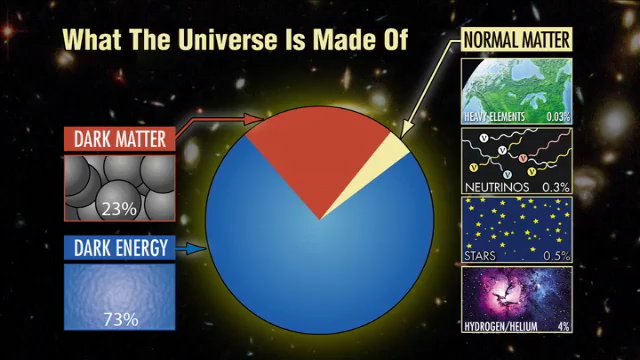 What The Universe Is Made Of
NORMAL MATTER
HEAVY ELEMENTS 0.03%
V
V
V
V
V
V
NEUTRINOS 0.3%
STARS 0.5%
HYDROGEN/HELIUM 4%
DARK MATTER
23%
DARK ENERGY
73%